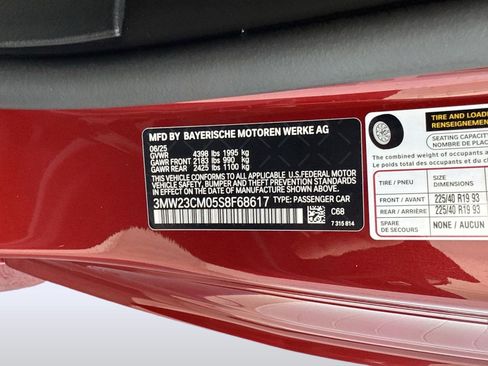 MFD BY BAYERISCHE MOTOREN WERKE AG
06/25
GVWR 4398 lbs 1995 kg
GAWR FRONT 2183 lbs 990 kg
GAWR REAR 2425 lbs 1100 kg
THIS VEHICLE CONFORMS TO ALL APPLICABLE U.S. FEDERAL
MOTOR VEHICLE SAFETY, BUMPER, AND THEFT PREVENTION
STANDARDS IN EFFECT ON THE DATE OF MANUFACTURE SHOWN ABOVE.
3MW23CM05S8F68617 TYPE: PASSENGER CAR
C68
7 315 814
TIRE AND LOADI
RENSEIGNEMEN
SEATING CAPACITY
NOMBRE DE PLAC
The combined weight of occupants a
Le poids total des occupants et d
TIRE / PNEU SIZE
DIMENSIONS
FRONT / AVANT 225/40 R19 93
REAR / ARRIÈRE 225/40 R19 93
SPARE / DE SECOURS NONE / AUCUN